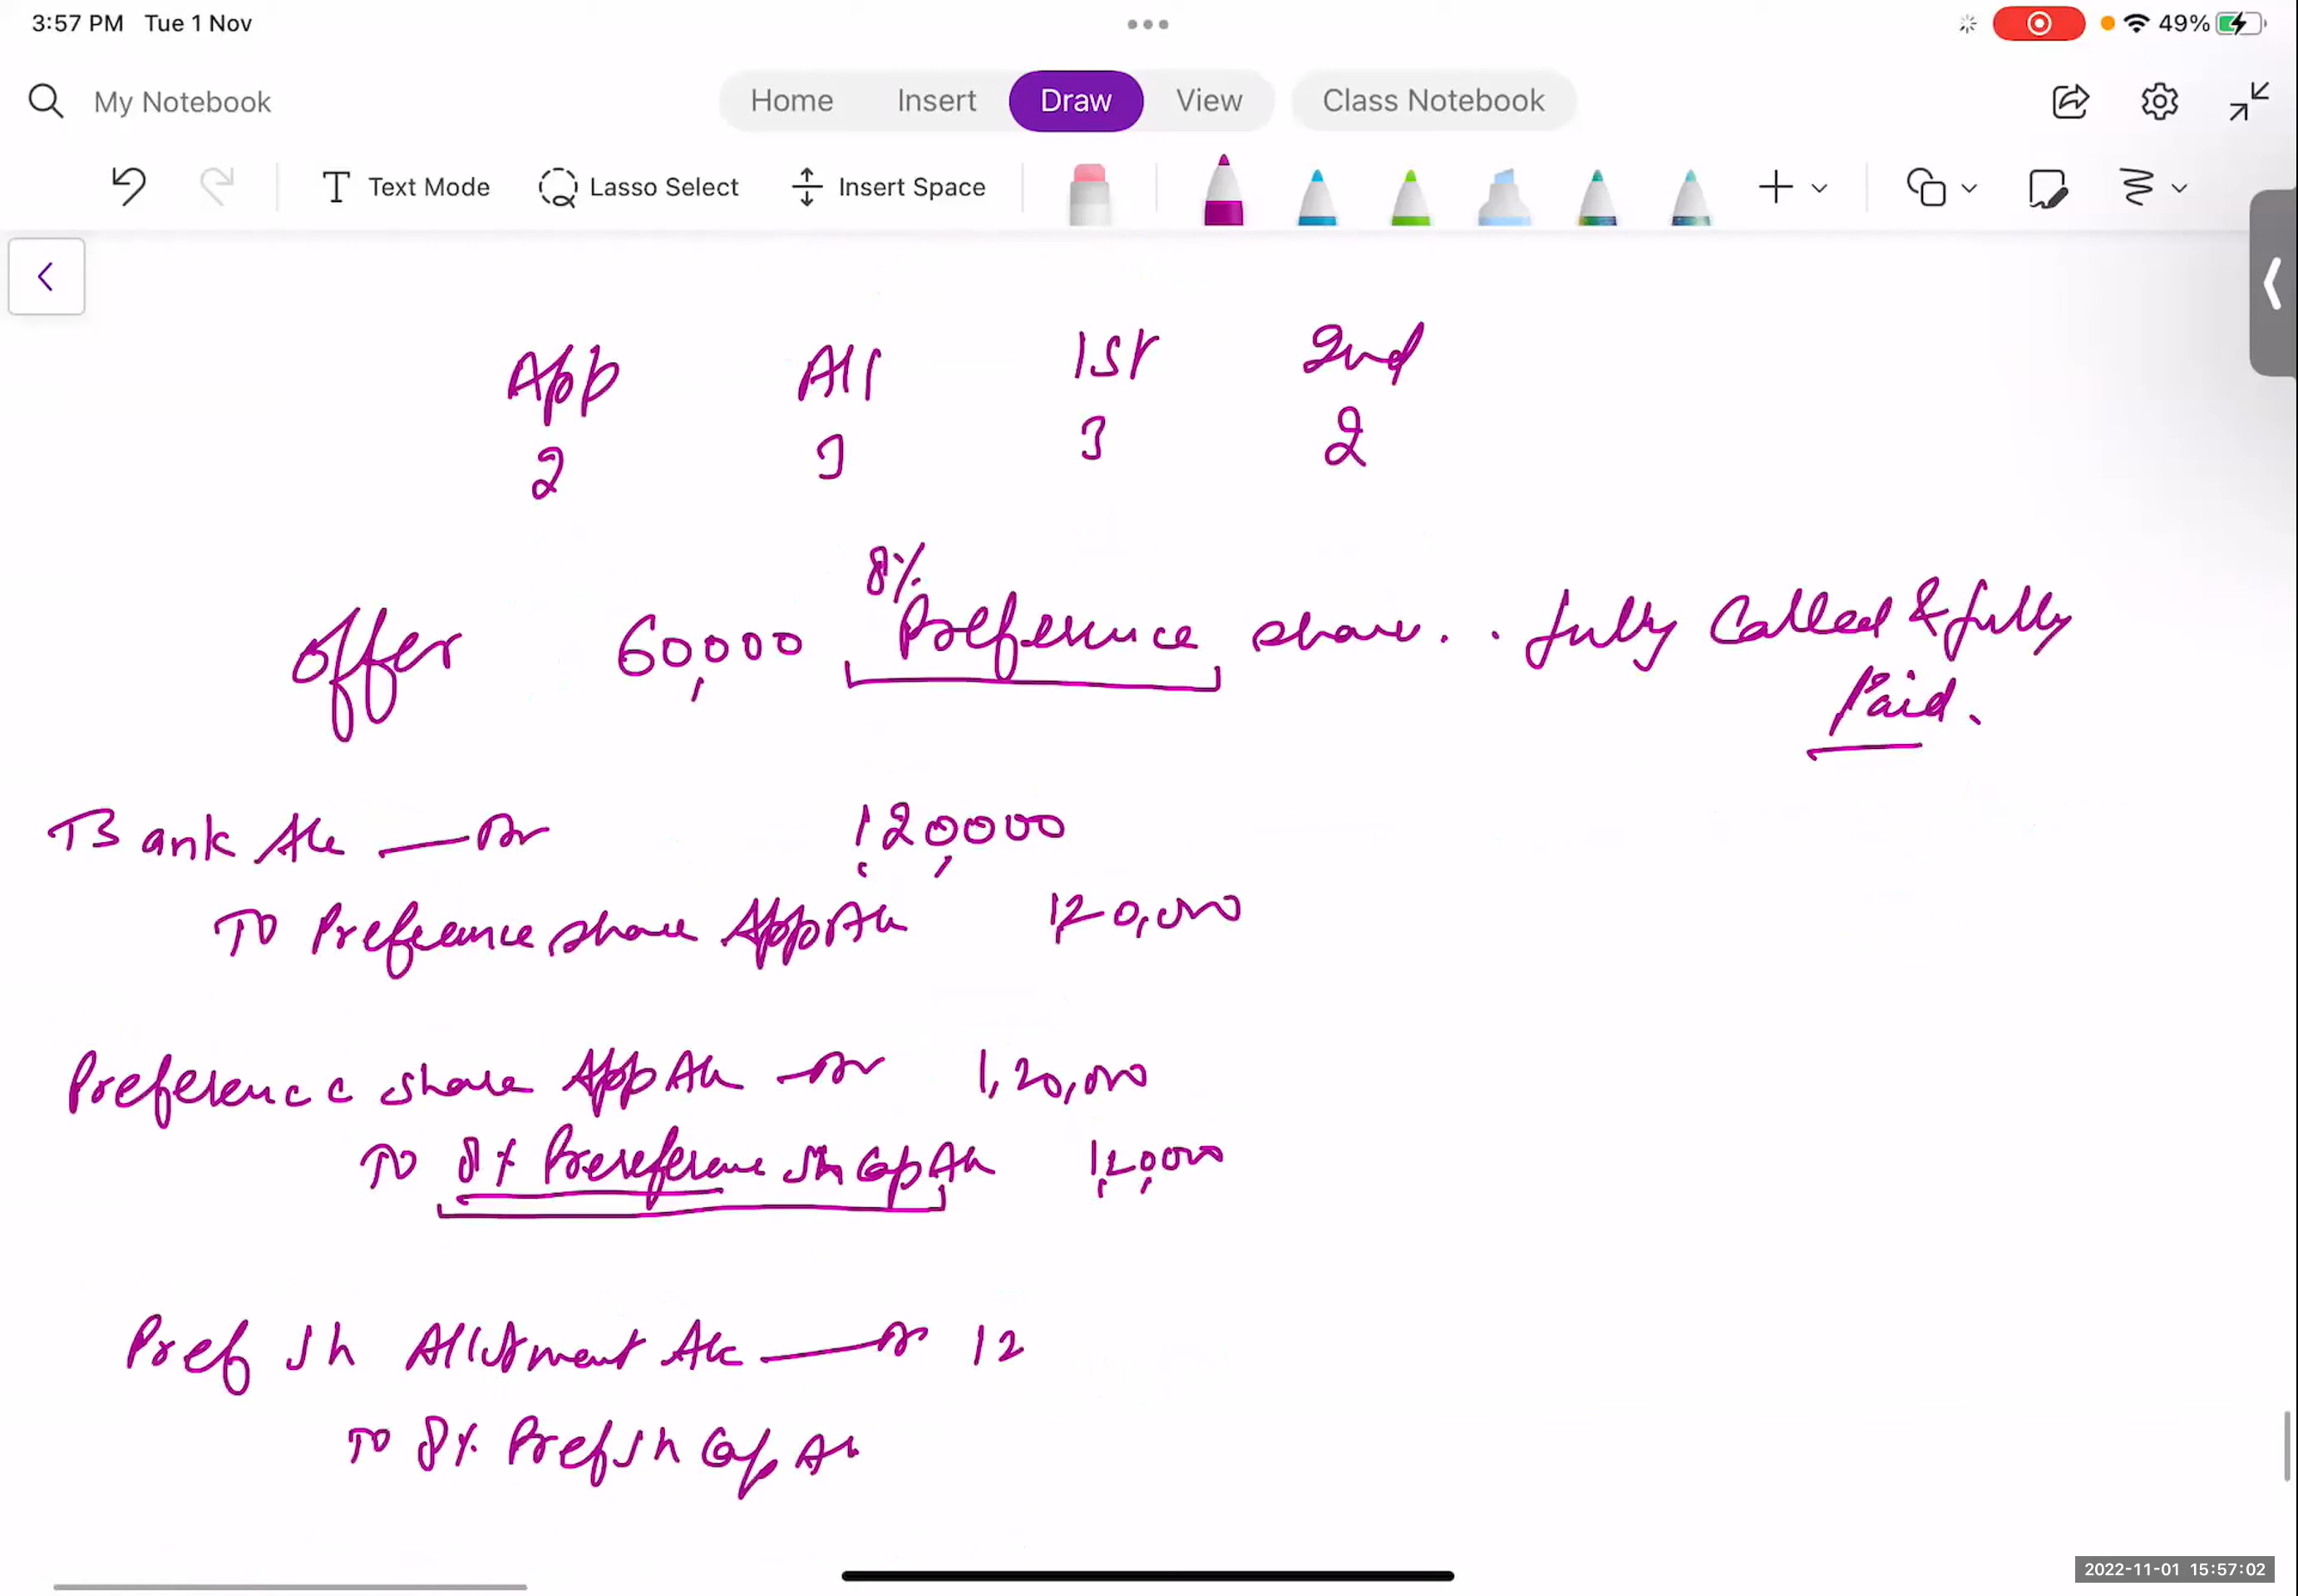 3:57 PM Tue 1 Nov
49%
My Notebook
Home Insert Draw View Class Notebook
Text Mode Lasso Select Insert Space
App All 1st 2nd
2 3 3 2
8%
Offer 60,000 Preference share.. fully Called & fully
Paid.
Bank A/c — Dr 1,20,000
To Preference share App A/c 1,20,000
Preference share App A/c — Dr 1,20,000
To 8% Prereference sh Cap A/c 1,20,000
Pref sh Allotment A/c — Dr 12
To 8% Pref sh Cap A/c
2022-11-01 15:57:02